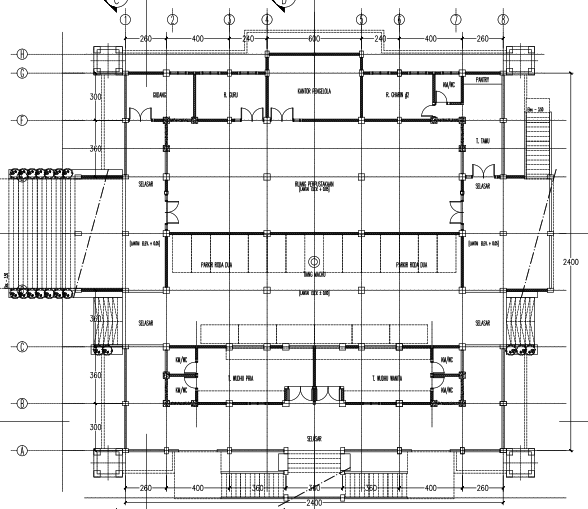 1 2 3 4 5 6 7 8
260 400 240 600 240 400 260
H
G
PANTRY
GUDANG R. GURU KANTOR PENGELOLA KM/WC
300
F
360
T. TAMU
SELASAR RUANG PERPUSTAKAAN SELASAR
2400
PARKIR RODA DUA PARKIR RODA DUA
TIANG MACHU
SELASAR SELASAR
360
C
KM/WC KM/WC
360
T. WUDHU PRIA T. WUDHU WANITA
KM/WC KM/WC
B
300
SELASAR
A
260 400 360 360 360 400 260
2400